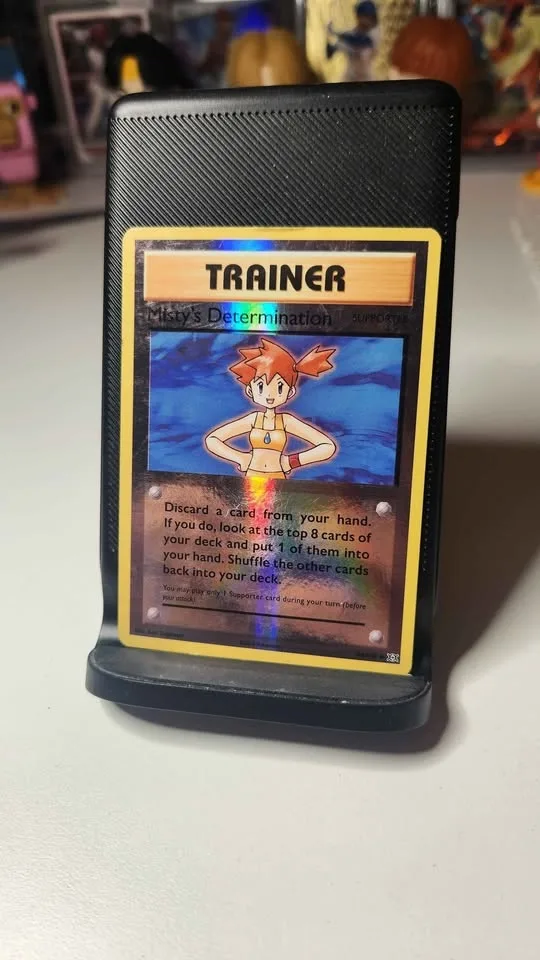 TRAINER
Misty's Determination SUPPORTER
Discard a card from your hand.
If you do, look at the top 8 cards of
your deck and put 1 of them into
your hand. Shuffle the other cards
back into your deck.
You may play only 1 Supporter card during your turn (before
your attack).